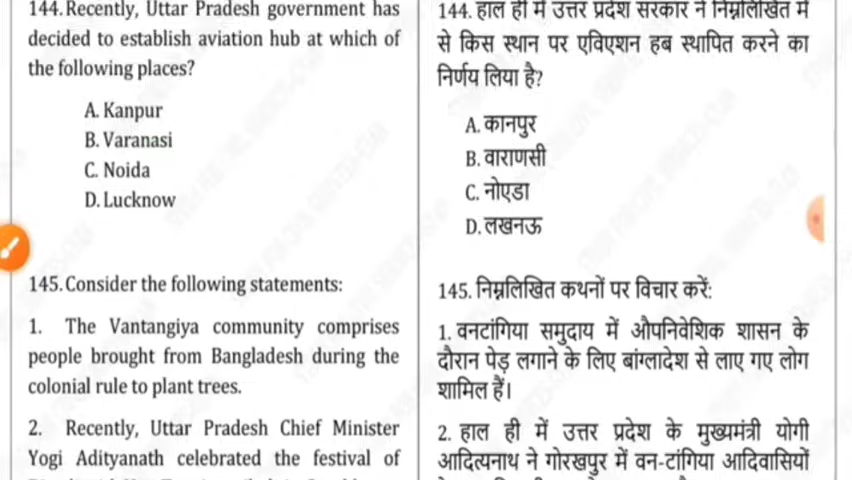 144. Recently, Uttar Pradesh government has
decided to establish aviation hub at which of
the following places?
A. Kanpur
B. Varanasi
C. Noida
D. Lucknow
145. Consider the following statements:
1. The Vantangiya community comprises
people brought from Bangladesh during the
colonial rule to plant trees.
2. Recently, Uttar Pradesh Chief Minister
Yogi Adityanath celebrated the festival of
144. हाल ही में उत्तर प्रदेश सरकार ने निम्नलिखित में
से किस स्थान पर एविएशन हब स्थापित करने का
निर्णय लिया है?
A. कानपुर
B. वाराणसी
C. नोएडा
D. लखनऊ
145. निम्नलिखित कथनों पर विचार करें:
1. वनटांगिया समुदाय में औपनिवेशिक शासन के
दौरान पेड़ लगाने के लिए बांग्लादेश से लाए गए लोग
शामिल हैं।
2. हाल ही में उत्तर प्रदेश के मुख्यमंत्री योगी
आदित्यनाथ ने गोरखपुर में वन-टांगिया आदिवासियों